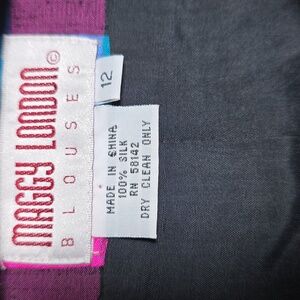 MAGGY LONDON©
BLOUSES
12
MADE IN CHINA
100% SILK
RN 58142
DRY CLEAN ONLY